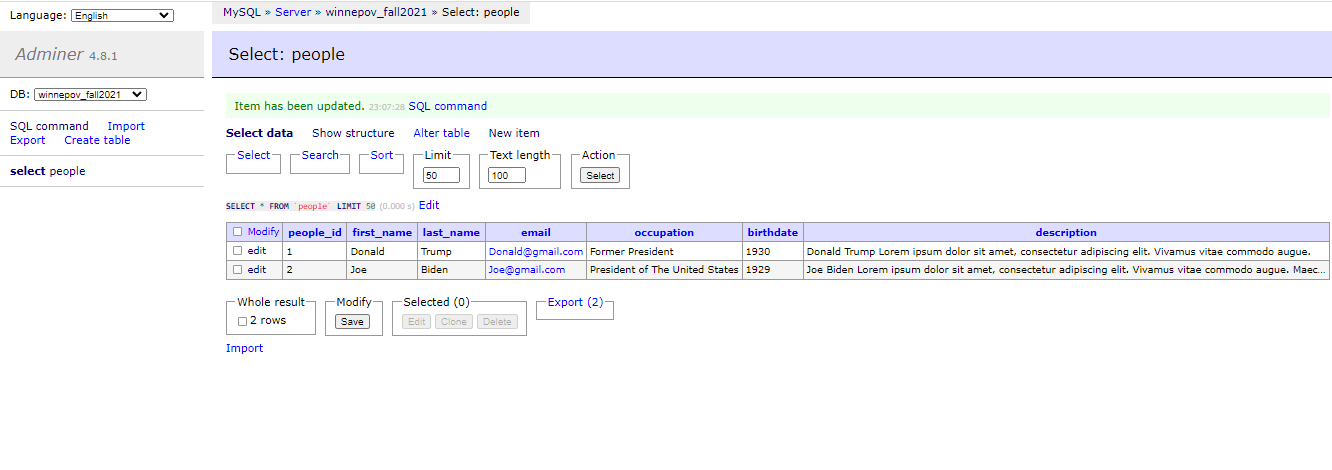 Language: English
MySQL » Server » winnepov_fall2021 » Select: people
Adminer 4.8.1
Select: people
DB: winnepov_fall2021
SQL command Import
Export Create table
select people
Item has been updated. 23:07:28 SQL command
Select data Show structure Alter table New item
Select Search Sort Limit Text length Action
50 100 Select
SELECT * FROM `people` LIMIT 50 (0.000 s) Edit
Modify people_id first_name last_name email occupation birthdate description
edit 1 Donald Trump Donald@gmail.com Former President 1930 Donald Trump Lorem ipsum dolor sit amet, consectetur adipiscing elit. Vivamus vitae commodo augue.
edit 2 Joe Biden Joe@gmail.com President of The United States 1929 Joe Biden Lorem ipsum dolor sit amet, consectetur adipiscing elit. Vivamus vitae commodo augue. Maec...
Whole result Modify Selected (0) Export (2)
2 rows Save Edit Clone Delete
Import